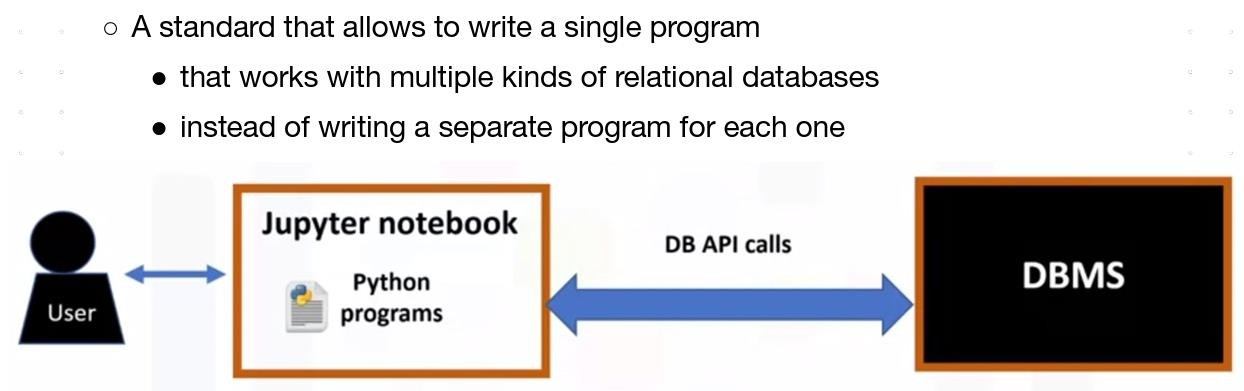 ○ A standard that allows to write a single program
● that works with multiple kinds of relational databases
● instead of writing a separate program for each one
User
Jupyter notebook
Python
programs
DB API calls
DBMS